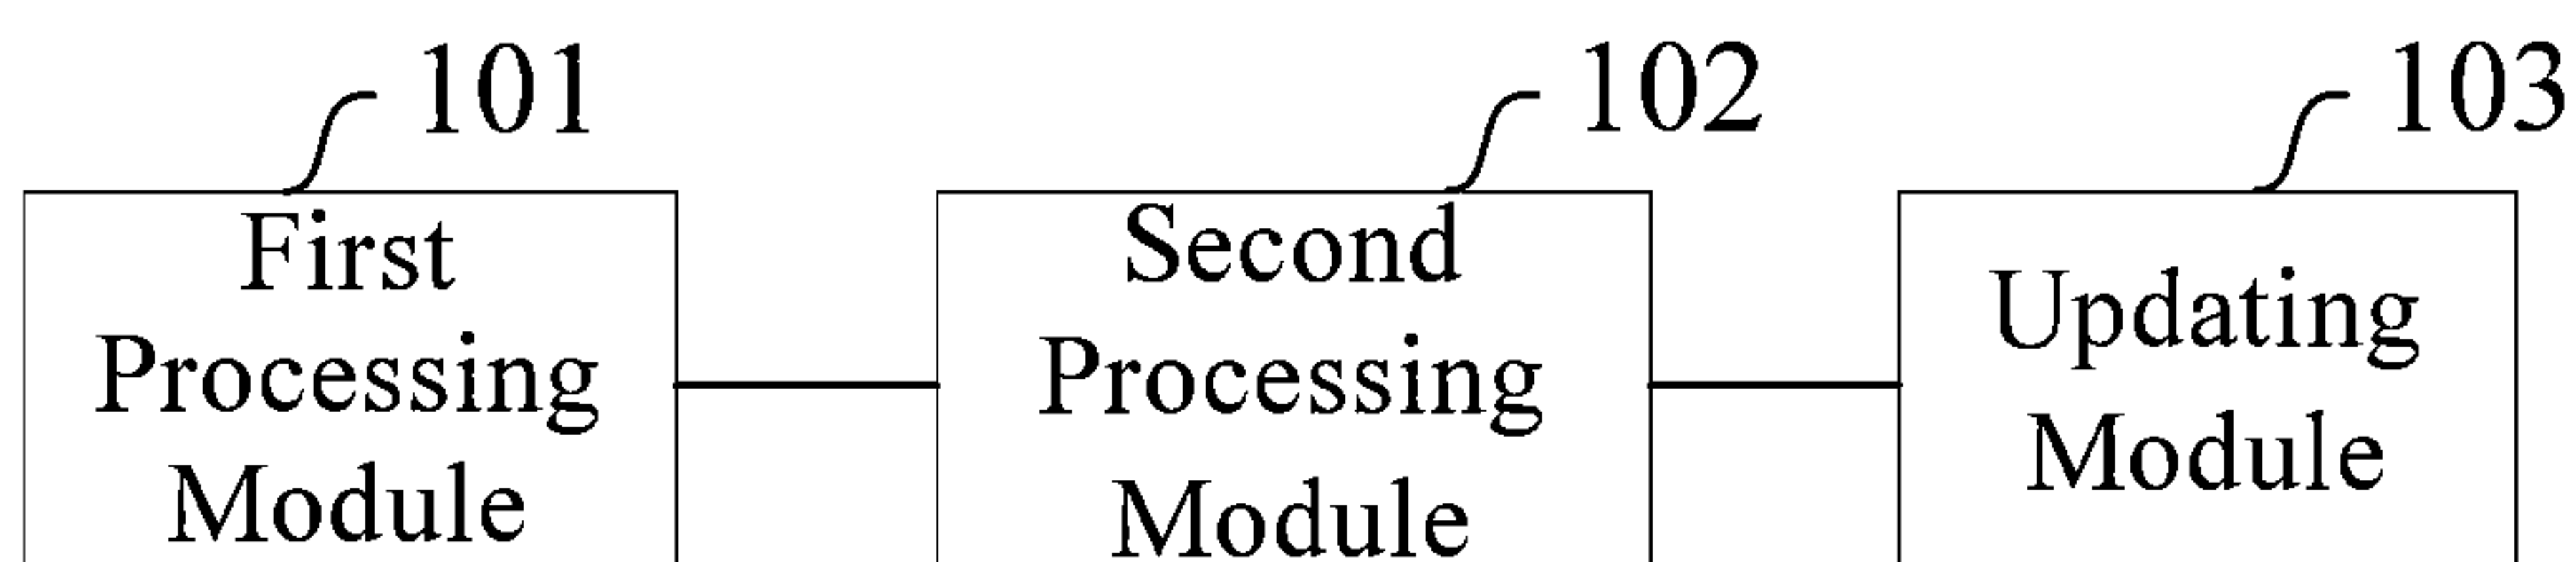 101
102
103
First
Processing
Module
Second
Processing
Module
Updating
Module